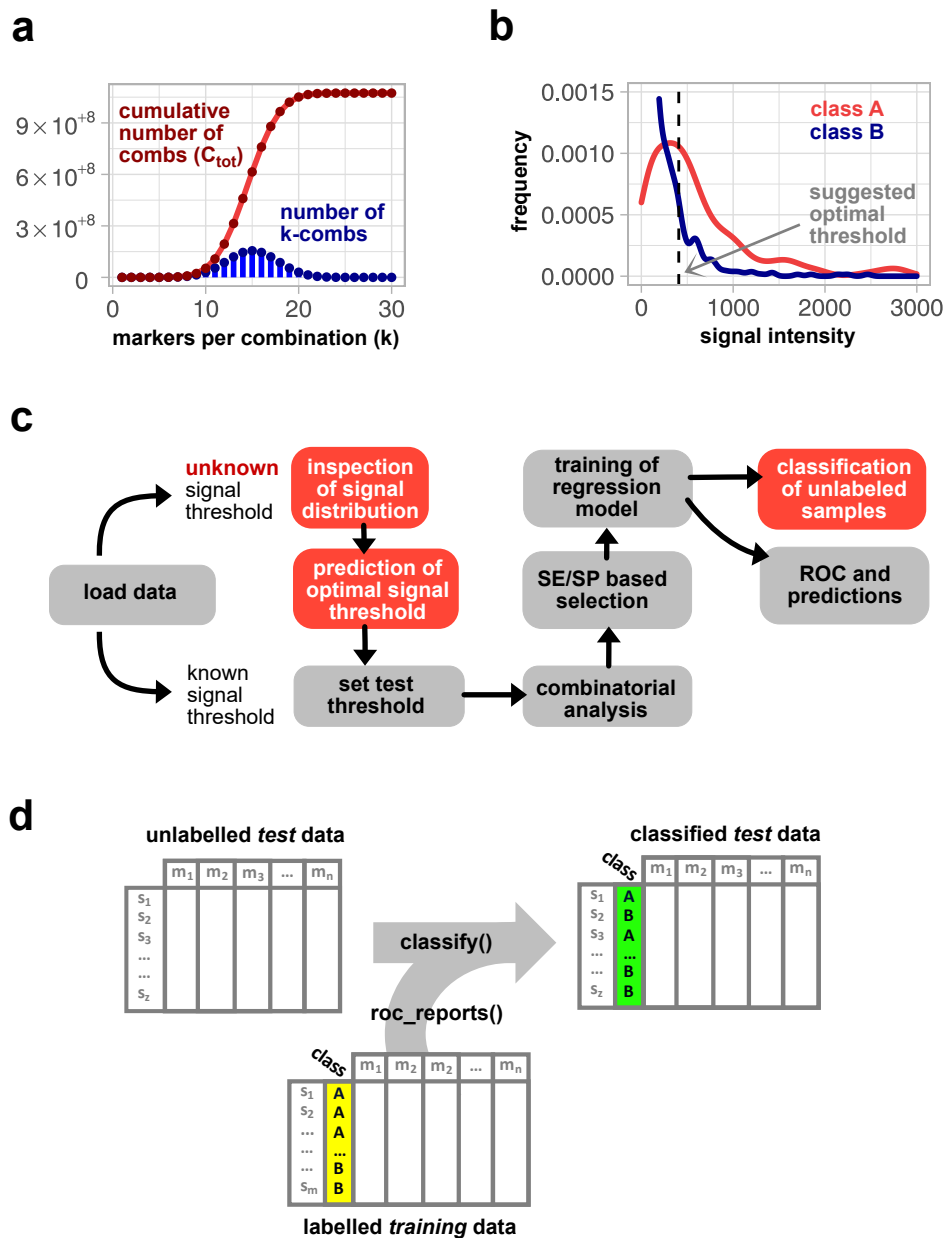 a
cumulative
number of
combs (C_tot)
number of
k-combs
9×10^+8
6×10^+8
3×10^+8
0
0 10 20 30
markers per combination (k)
b
class A
class B
suggested
optimal
threshold
frequency
0.0015
0.0010
0.0005
0.0000
0 1000 2000 3000
signal intensity
c
load data
unknown
signal
threshold
known
signal
threshold
inspection
of signal
distribution
prediction of
optimal signal
threshold
set test
threshold
combinatorial
analysis
SE/SP based
selection
training of
regression
model
classification
of unlabeled
samples
ROC and
predictions
d
unlabelled test data
m1 m2 m3 ... mn
s1
s2
s3
...
...
sz
classify()
roc_reports()
classified test data
class m1 m2 m3 ... mn
s1 A
s2 B
s3 A
... ...
... B
sz B
class m1 m2 m2 ... mn
s1 A
s2 A
... A
... ...
... B
sm B
labelled training data